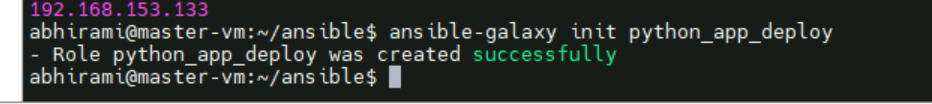 192.168.153.133
abhirami@master-vm:~/ansible$ ansible-galaxy init python_app_deploy
- Role python_app_deploy was created successfully
abhirami@master-vm:~/ansible$